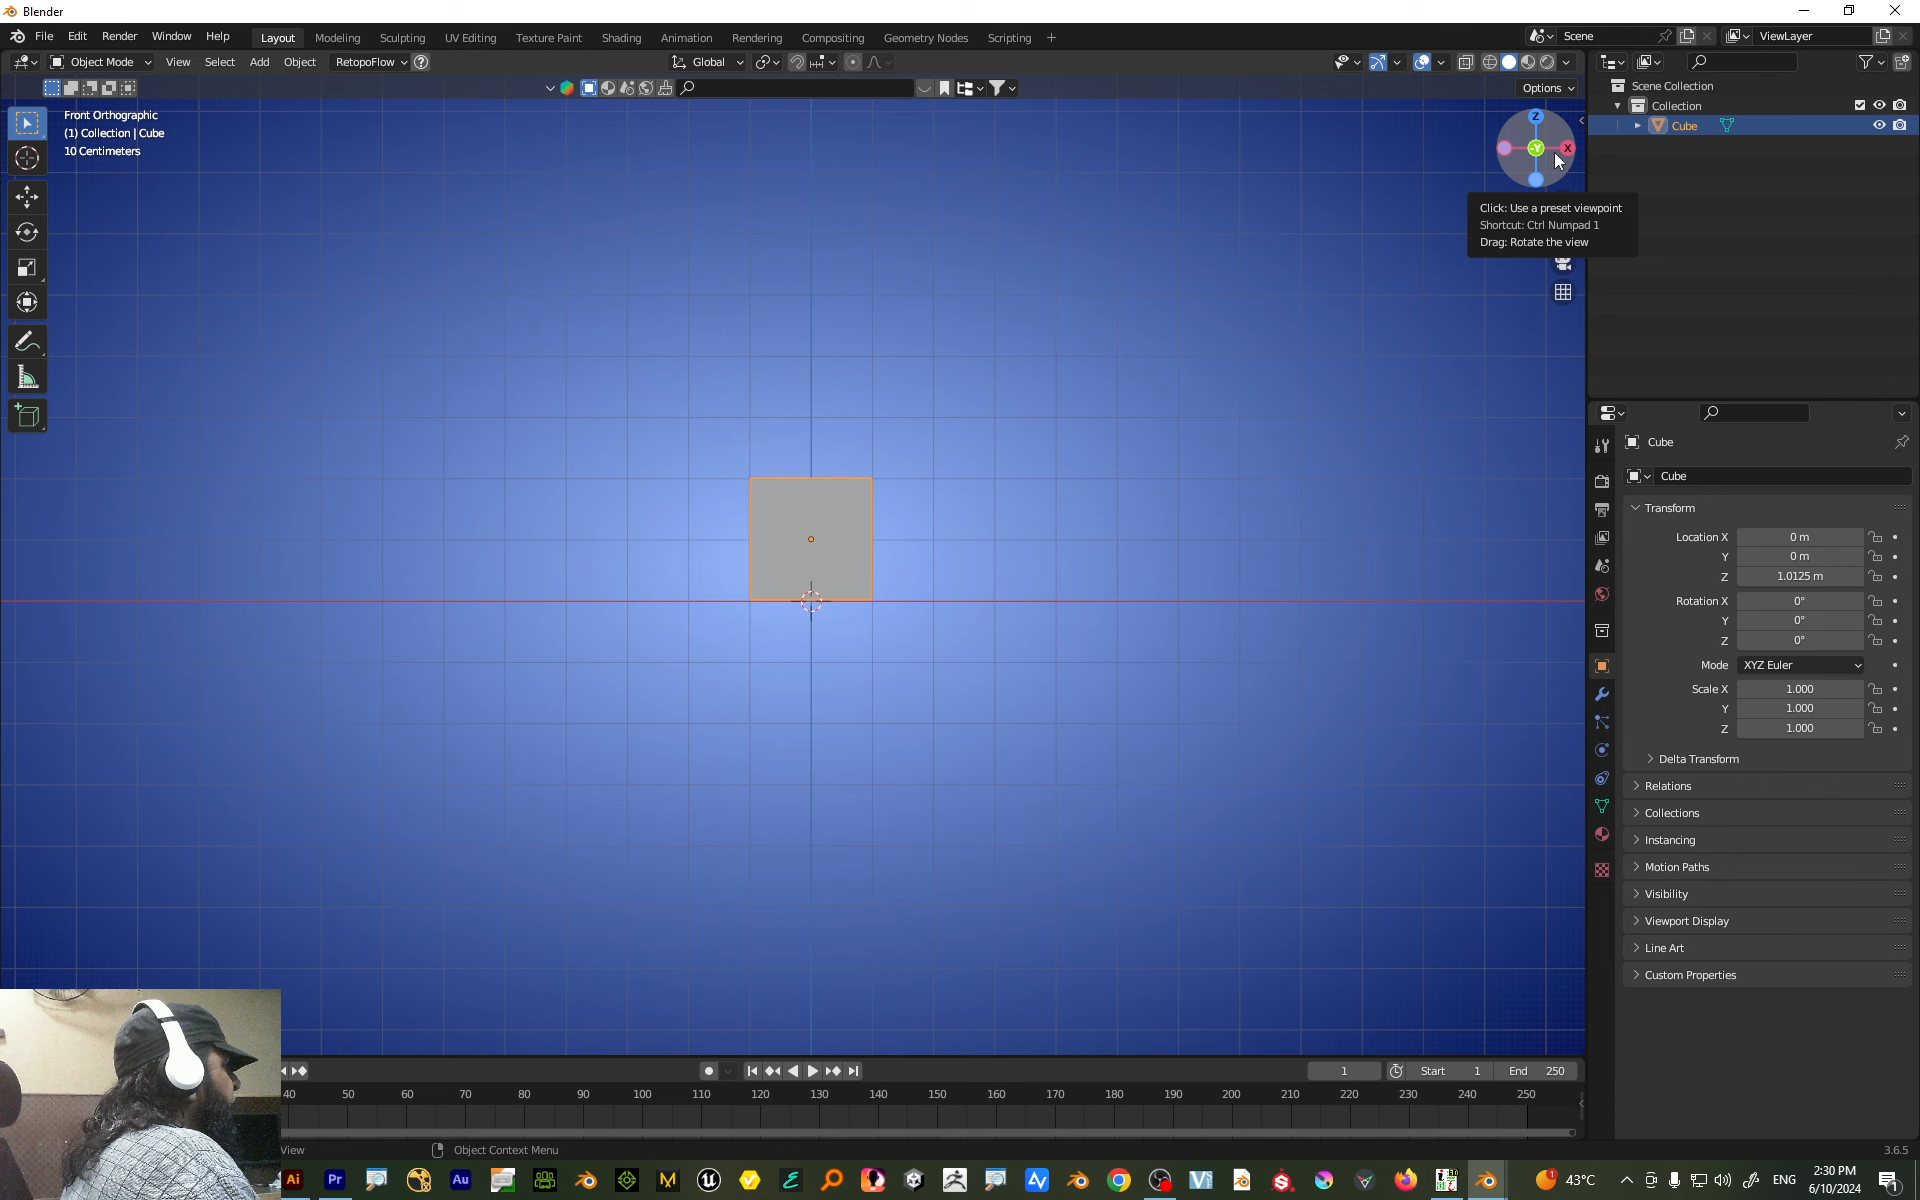 Blender
File Edit Render Window Help Layout Modeling Sculpting UV Editing Texture Paint Shading Animation Rendering Compositing Geometry Nodes Scripting + Scene ViewLayer
Object Mode View Select Add Object RetopoFlow Global
Options
Front Orthographic
(1) Collection | Cube
10 Centimeters
Z
-Y X
Click: Use a preset viewpoint
Shortcut: Ctrl Numpad 1
Drag: Rotate the view
Scene Collection
Collection
Cube
Cube
Cube
Transform
Location X 0 m
Y 0 m
Z 1.0125 m
Rotation X 0°
Y 0°
Z 0°
Mode XYZ Euler
Scale X 1.000
Y 1.000
Z 1.000
Delta Transform
Relations
Collections
Instancing
Motion Paths
Visibility
Viewport Display
Line Art
Custom Properties
1 Start 1 End 250
40 50 60 70 80 90 100 110 120 130 140 150 160 170 180 190 200 210 220 230 240 250
View Object Context Menu 3.6.5
Ai Pr Au M 1 43°C ENG 2:30 PM
6/10/2024 1